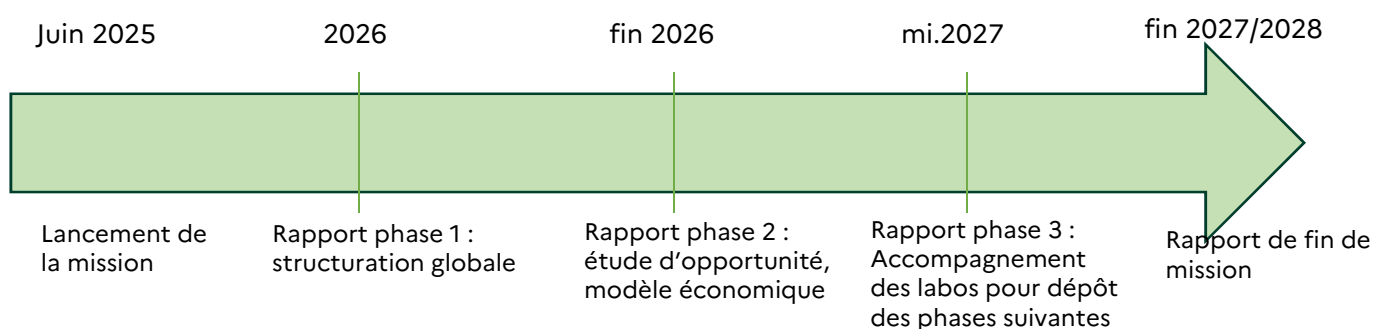 Juin 2025
2026
fin 2026
mi.2027
fin 2027/2028
Lancement de
la mission
Rapport phase 1 :
structuration globale
Rapport phase 2 :
étude d’opportunité,
modèle économique
Rapport phase 3 :
Accompagnement
des labos pour dépôt
des phases suivantes
Rapport de fin de
mission